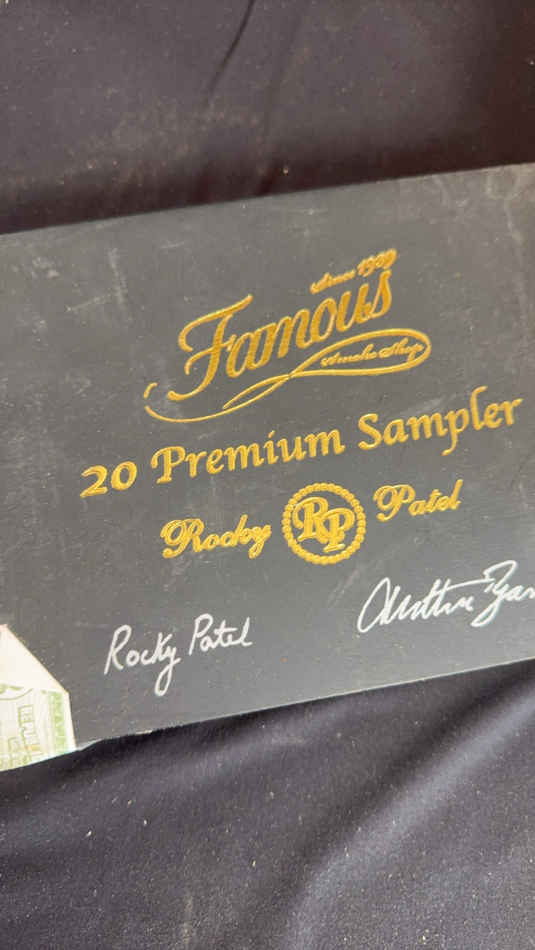 Since 1939
Famous
Smoke Shop
20 Premium Sampler
Rocky RP Patel
Rocky Patel